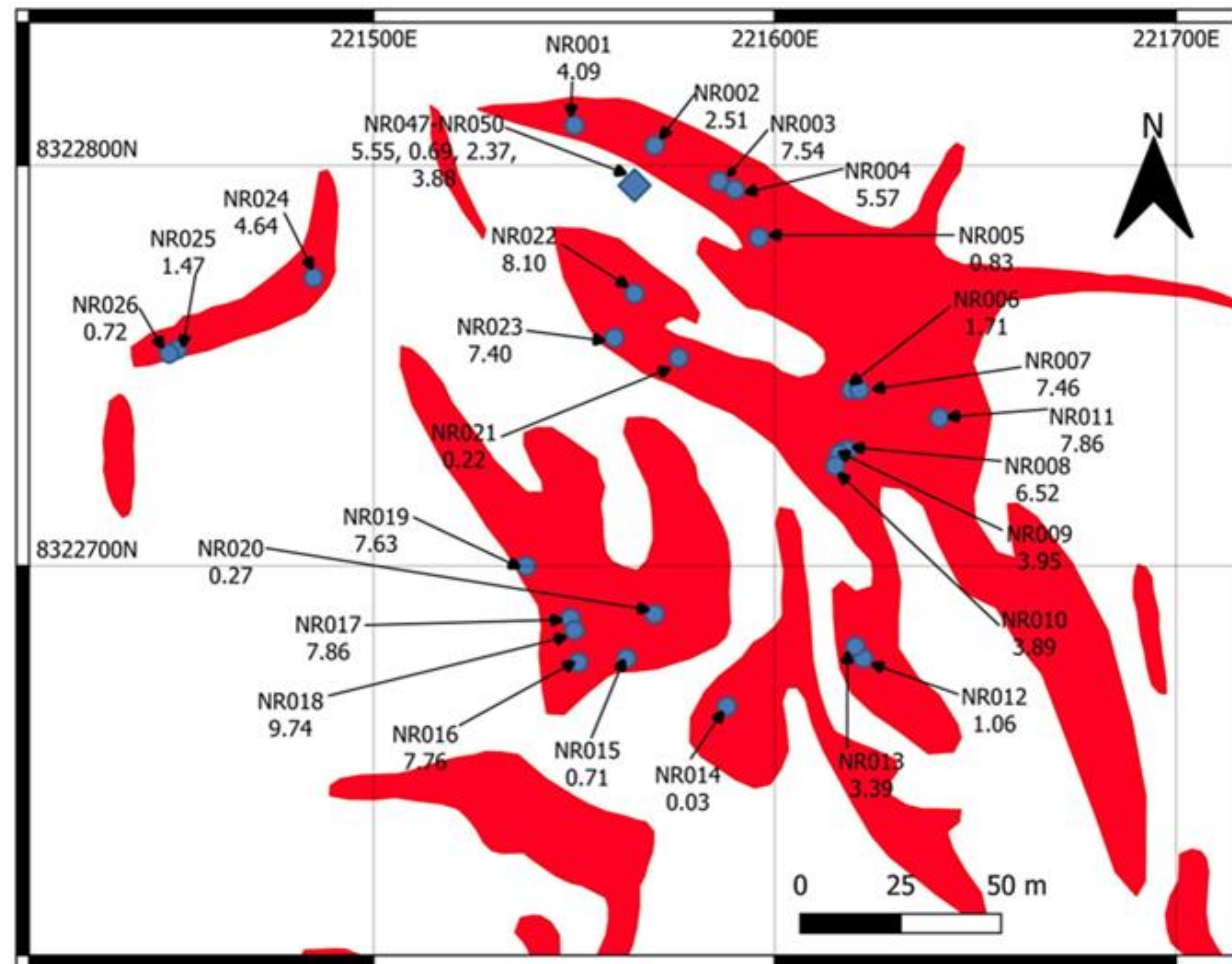 221500E
221600E
221700E
NR001
4.09
NR002
2.51
NR003
7.54
NR047-NR050
5.55, 0.69, 2.37,
3.88
N
8322800N
NR004
5.57
NR024
4.64
NR025
1.47
NR022
8.10
NR005
0.83
NR026
0.72
NR006
1.71
NR023
7.40
NR007
7.46
NR011
7.86
NR021
0.22
NR008
6.52
NR019
7.63
NR009
3.95
8322700N
NR020
0.27
NR017
7.86
NR010
3.89
NR018
9.74
NR012
1.06
NR016
7.76
NR015
0.71
NR014
0.03
NR013
3.39
0 25 50 m